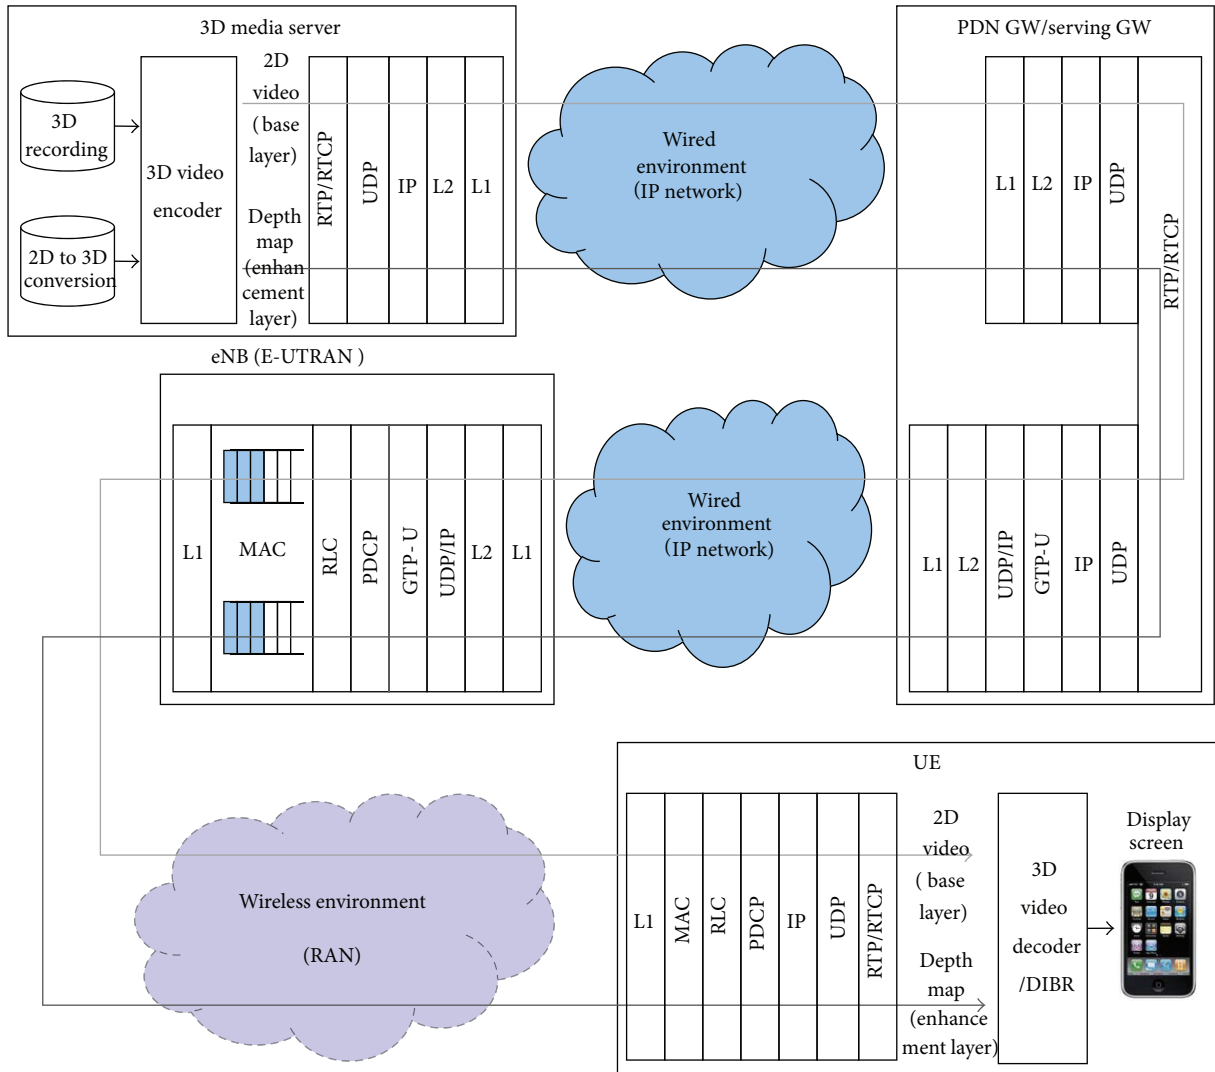 3D media server
3D
recording
2D to 3D
conversion
3D video
encoder
2D
video
( base
layer)
Depth
map
(enhan
cement
layer)
RTP/RTCP
UDP
IP
L2
L1
Wired
environment
(IP network)
PDN GW/serving GW
L1
L2
IP
UDP
RTP/RTCP
eNB (E-UTRAN )
L1
MAC
RLC
PDCP
GTP- U
UDP/IP
L2
L1
Wired
environment
(IP network)
L1
L2
UDP/IP
GTP-U
IP
UDP
Wireless environment
(RAN)
UE
L1
MAC
RLC
PDCP
IP
UDP
RTP/RTCP
2D
video
( base
layer)
Depth
map
(enhance
ment layer)
3D
video
decoder
/DIBR
Display
screen